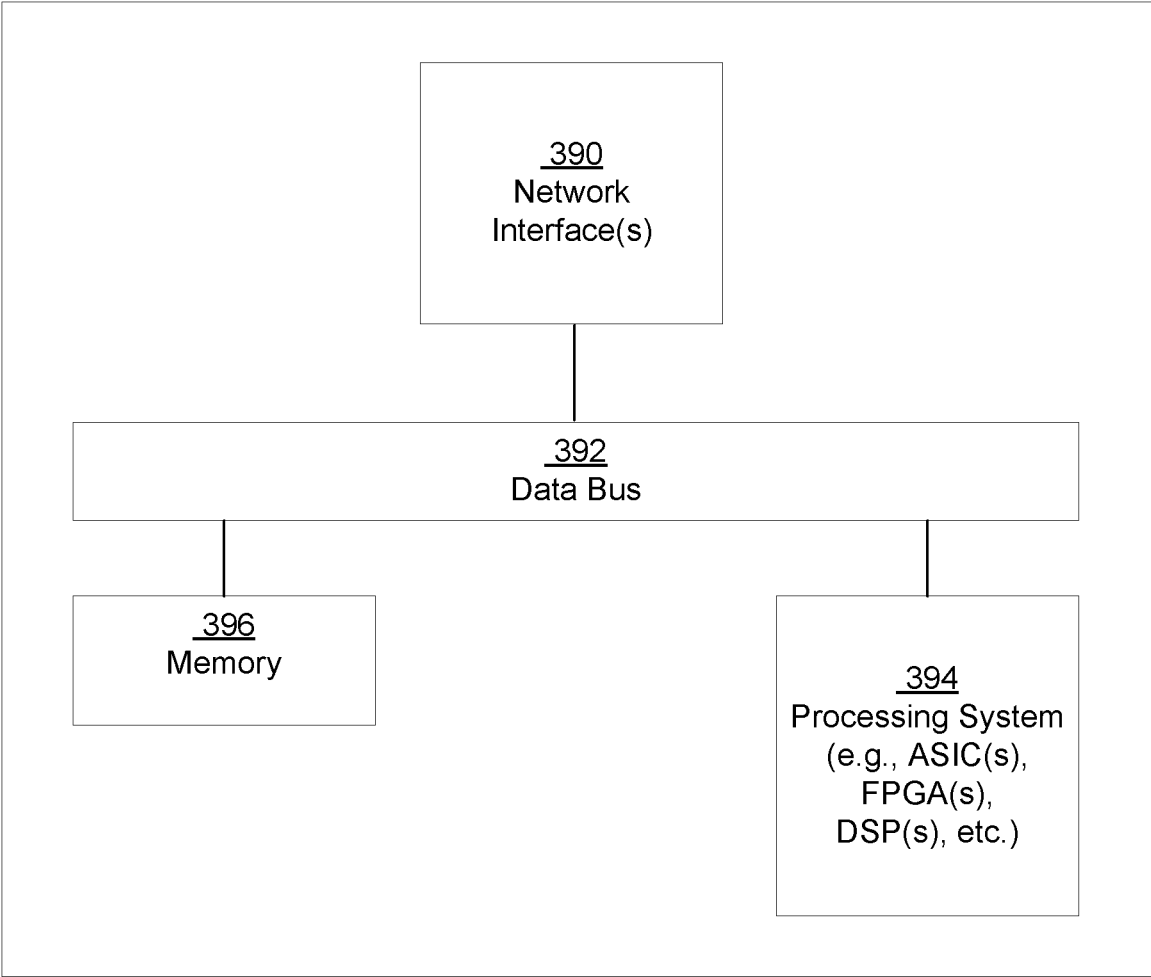 390
Network
Interface(s)
392
Data Bus
396
Memory
394
Processing System
(e.g., ASIC(s),
FPGA(s),
DSP(s), etc.)